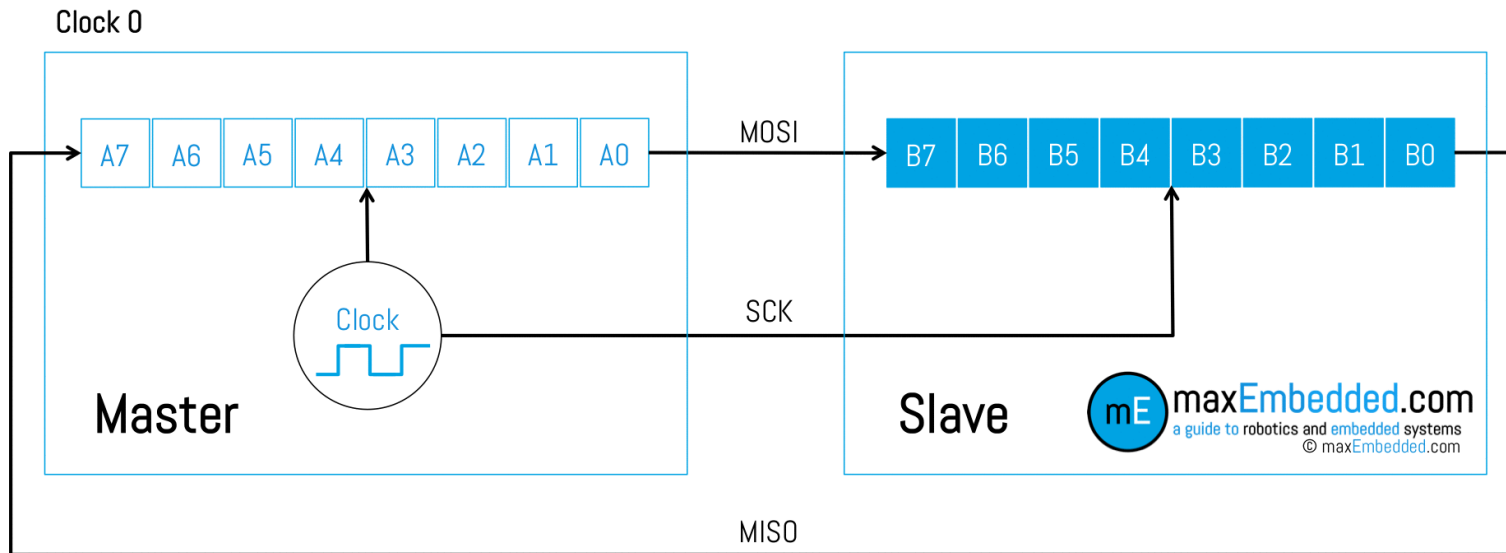 Clock 0
A7 A6 A5 A4 A3 A2 A1 A0
MOSI
B7 B6 B5 B4 B3 B2 B1 B0
Clock
SCK
Master
Slave
mE
maxEmbedded.com
a guide to robotics and embedded systems
© maxEmbedded.com
MISO